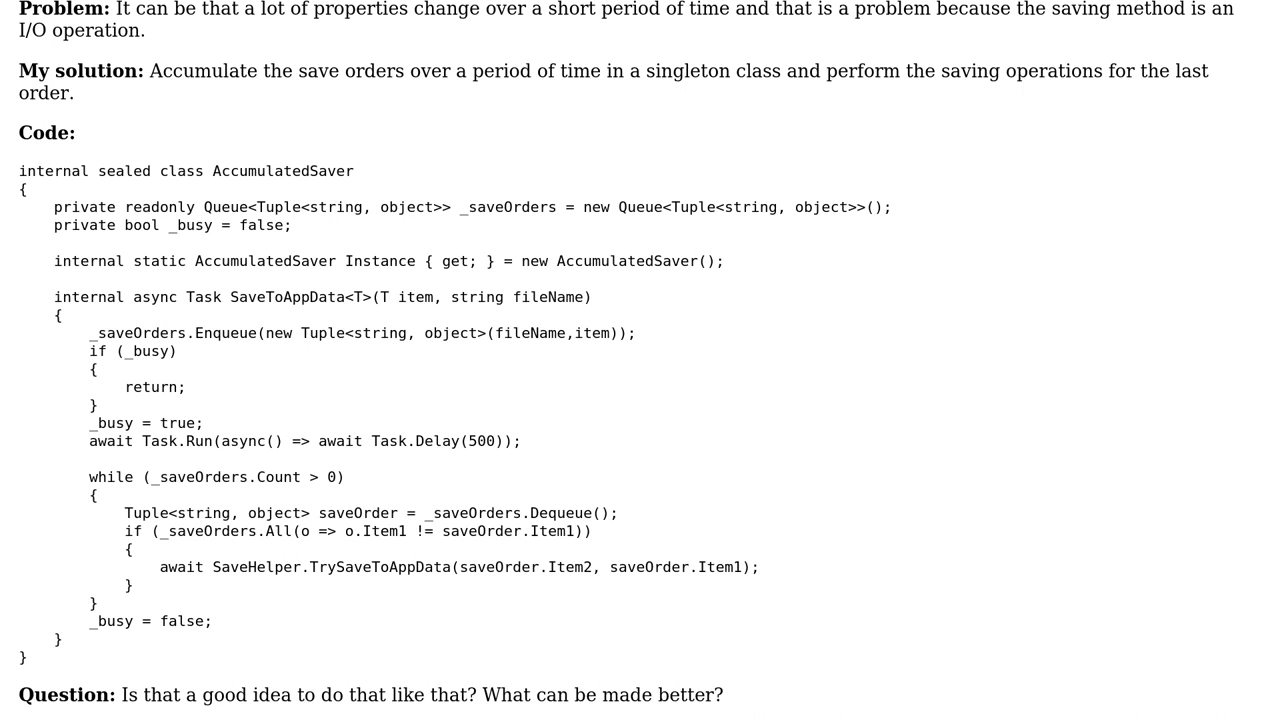 Problem: It can be that a lot of properties change over a short period of time and that is a problem because the saving method is an
I/O operation.
My solution: Accumulate the save orders over a period of time in a singleton class and perform the saving operations for the last
order.
Code:
internal sealed class AccumulatedSaver
{
    private readonly Queue<Tuple<string, object>> _saveOrders = new Queue<Tuple<string, object>>();
    private bool _busy = false;
    internal static AccumulatedSaver Instance { get; } = new AccumulatedSaver();
    internal async Task SaveToAppData<T>(T item, string fileName)
    {
        _saveOrders.Enqueue(new Tuple<string, object>(fileName,item));
        if (_busy)
        {
            return;
        }
        _busy = true;
        await Task.Run(async() => await Task.Delay(500));
        while (_saveOrders.Count > 0)
        {
            Tuple<string, object> saveOrder = _saveOrders.Dequeue();
            if (_saveOrders.All(o => o.Item1 != saveOrder.Item1))
            {
                await SaveHelper.TrySaveToAppData(saveOrder.Item2, saveOrder.Item1);
            }
        }
        _busy = false;
    }
}
Question: Is that a good idea to do that like that? What can be made better?